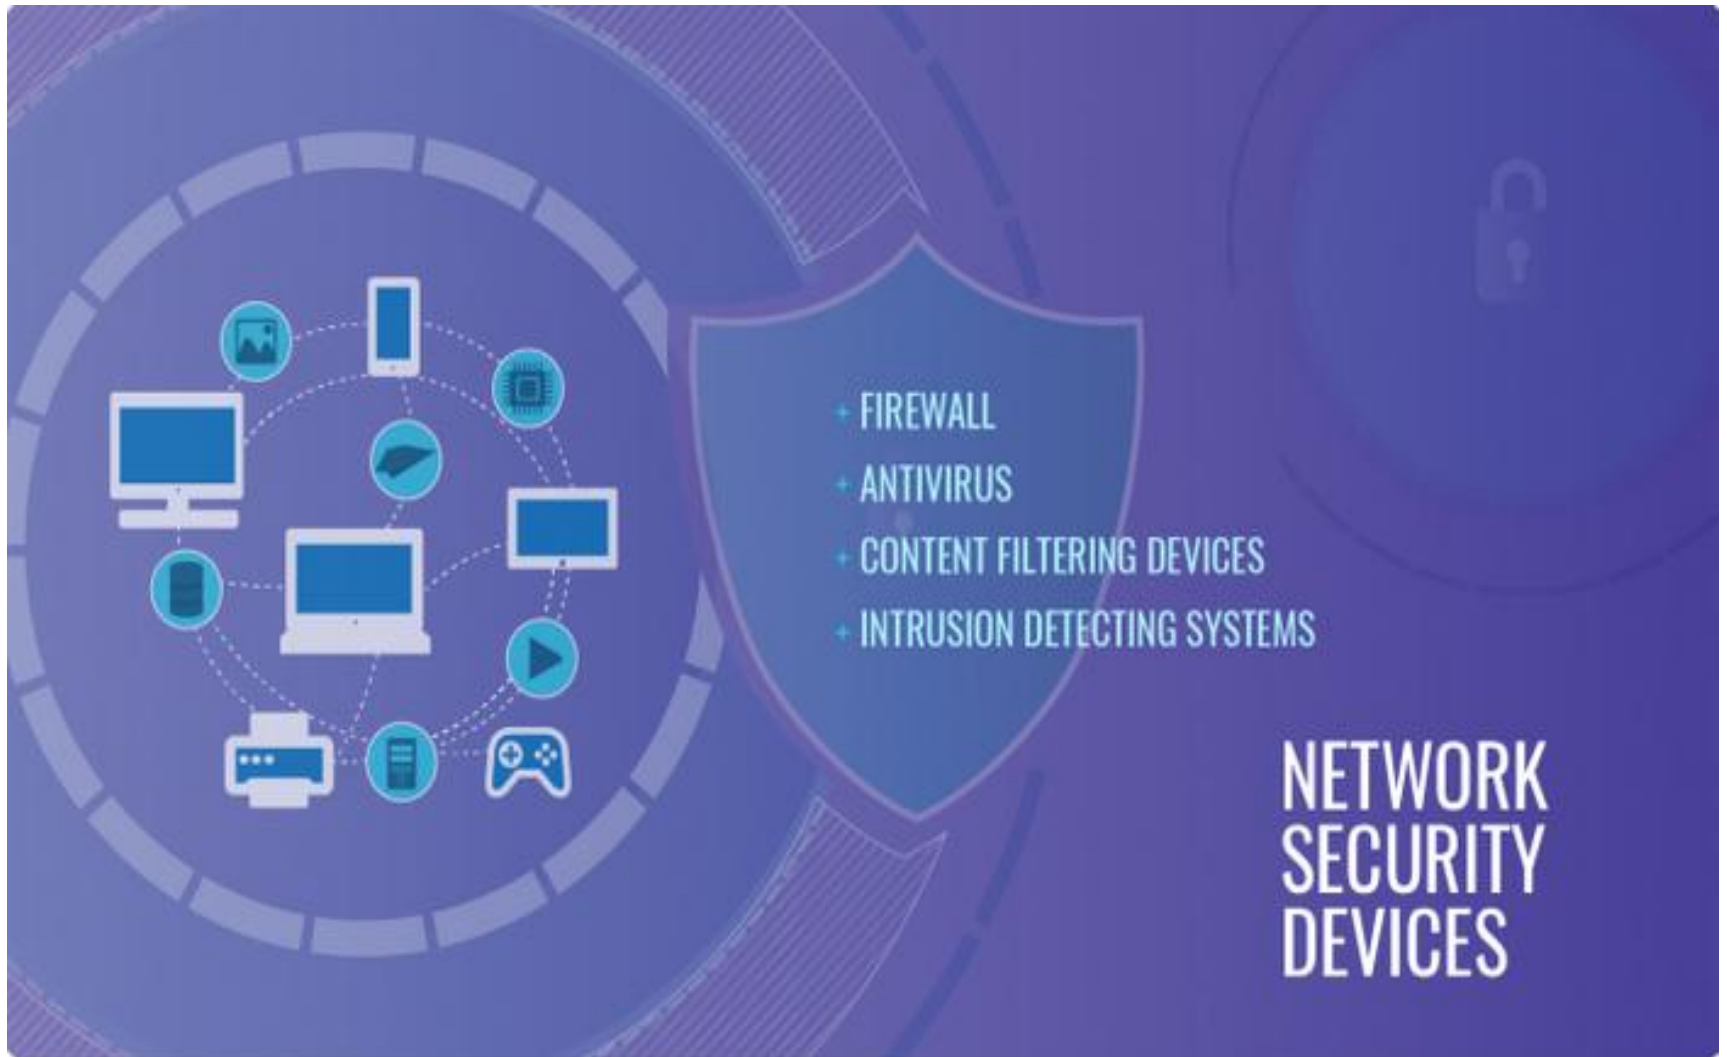 FIREWALL
ANTIVIRUS
CONTENT FILTERING DEVICES
INTRUSION DETECTING SYSTEMS
NETWORK
SECURITY
DEVICES